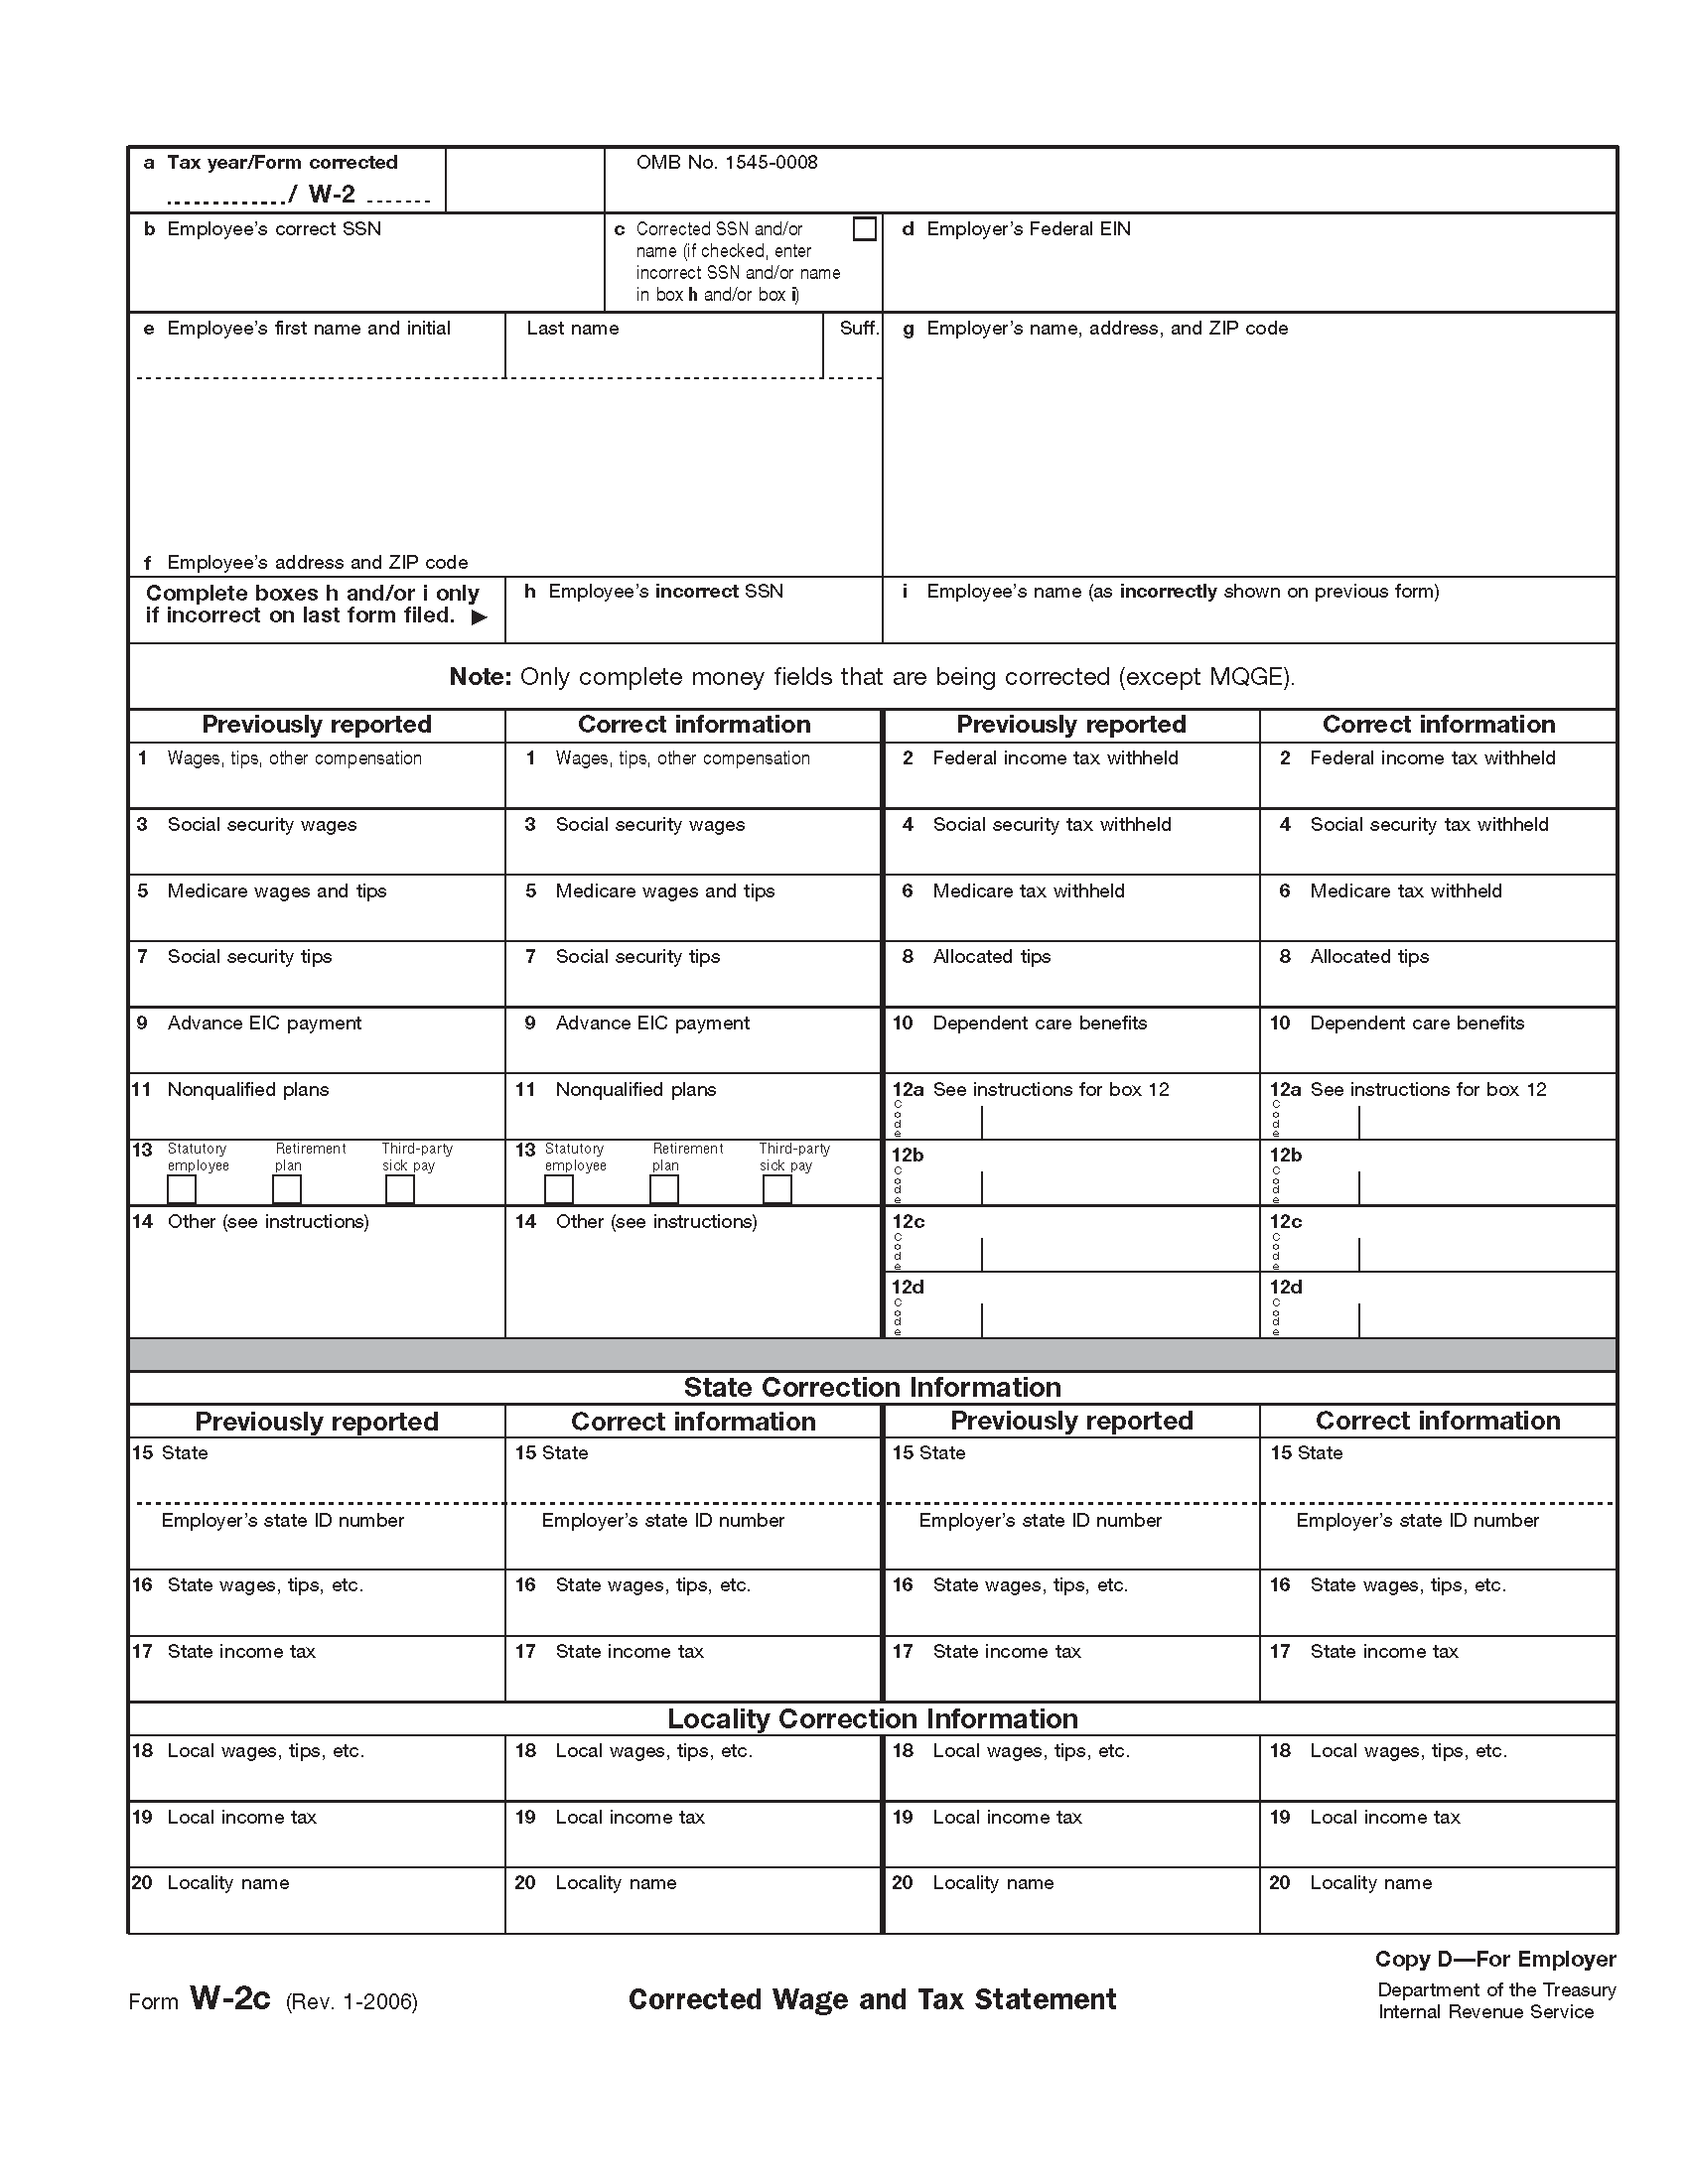 a Tax year/Form corrected
............./ W-2 .......
OMB No. 1545-0008
b Employee's correct SSN
c Corrected SSN and/or
name (if checked, enter
incorrect SSN and/or name
in box h and/or box i)
d Employer's Federal EIN
e Employee's first name and initial
Last name
Suff.
g Employer's name, address, and ZIP code
f Employee's address and ZIP code
Complete boxes h and/or i only
if incorrect on last form filed. ▶
h Employee's incorrect SSN
i Employee's name (as incorrectly shown on previous form)
Note: Only complete money fields that are being corrected (except MQGE).
Previously reported Correct information Previously reported Correct information
1 Wages, tips, other compensation 1 Wages, tips, other compensation 2 Federal income tax withheld 2 Federal income tax withheld
3 Social security wages 3 Social security wages 4 Social security tax withheld 4 Social security tax withheld
5 Medicare wages and tips 5 Medicare wages and tips 6 Medicare tax withheld 6 Medicare tax withheld
7 Social security tips 7 Social security tips 8 Allocated tips 8 Allocated tips
9 Advance EIC payment 9 Advance EIC payment 10 Dependent care benefits 10 Dependent care benefits
11 Nonqualified plans 11 Nonqualified plans 12a See instructions for box 12 12a See instructions for box 12
Code Code
13 Statutory employee Retirement plan Third-party sick pay 13 Statutory employee Retirement plan Third-party sick pay 12b 12b
Code Code
14 Other (see instructions) 14 Other (see instructions) 12c 12c
Code Code
12d 12d
Code Code
State Correction Information
Previously reported Correct information Previously reported Correct information
15 State 15 State 15 State 15 State
Employer's state ID number Employer's state ID number Employer's state ID number Employer's state ID number
16 State wages, tips, etc. 16 State wages, tips, etc. 16 State wages, tips, etc. 16 State wages, tips, etc.
17 State income tax 17 State income tax 17 State income tax 17 State income tax
Locality Correction Information
18 Local wages, tips, etc. 18 Local wages, tips, etc. 18 Local wages, tips, etc. 18 Local wages, tips, etc.
19 Local income tax 19 Local income tax 19 Local income tax 19 Local income tax
20 Locality name 20 Locality name 20 Locality name 20 Locality name
Copy D—For Employer
Form W-2c (Rev. 1-2006) Corrected Wage and Tax Statement
Department of the Treasury
Internal Revenue Service